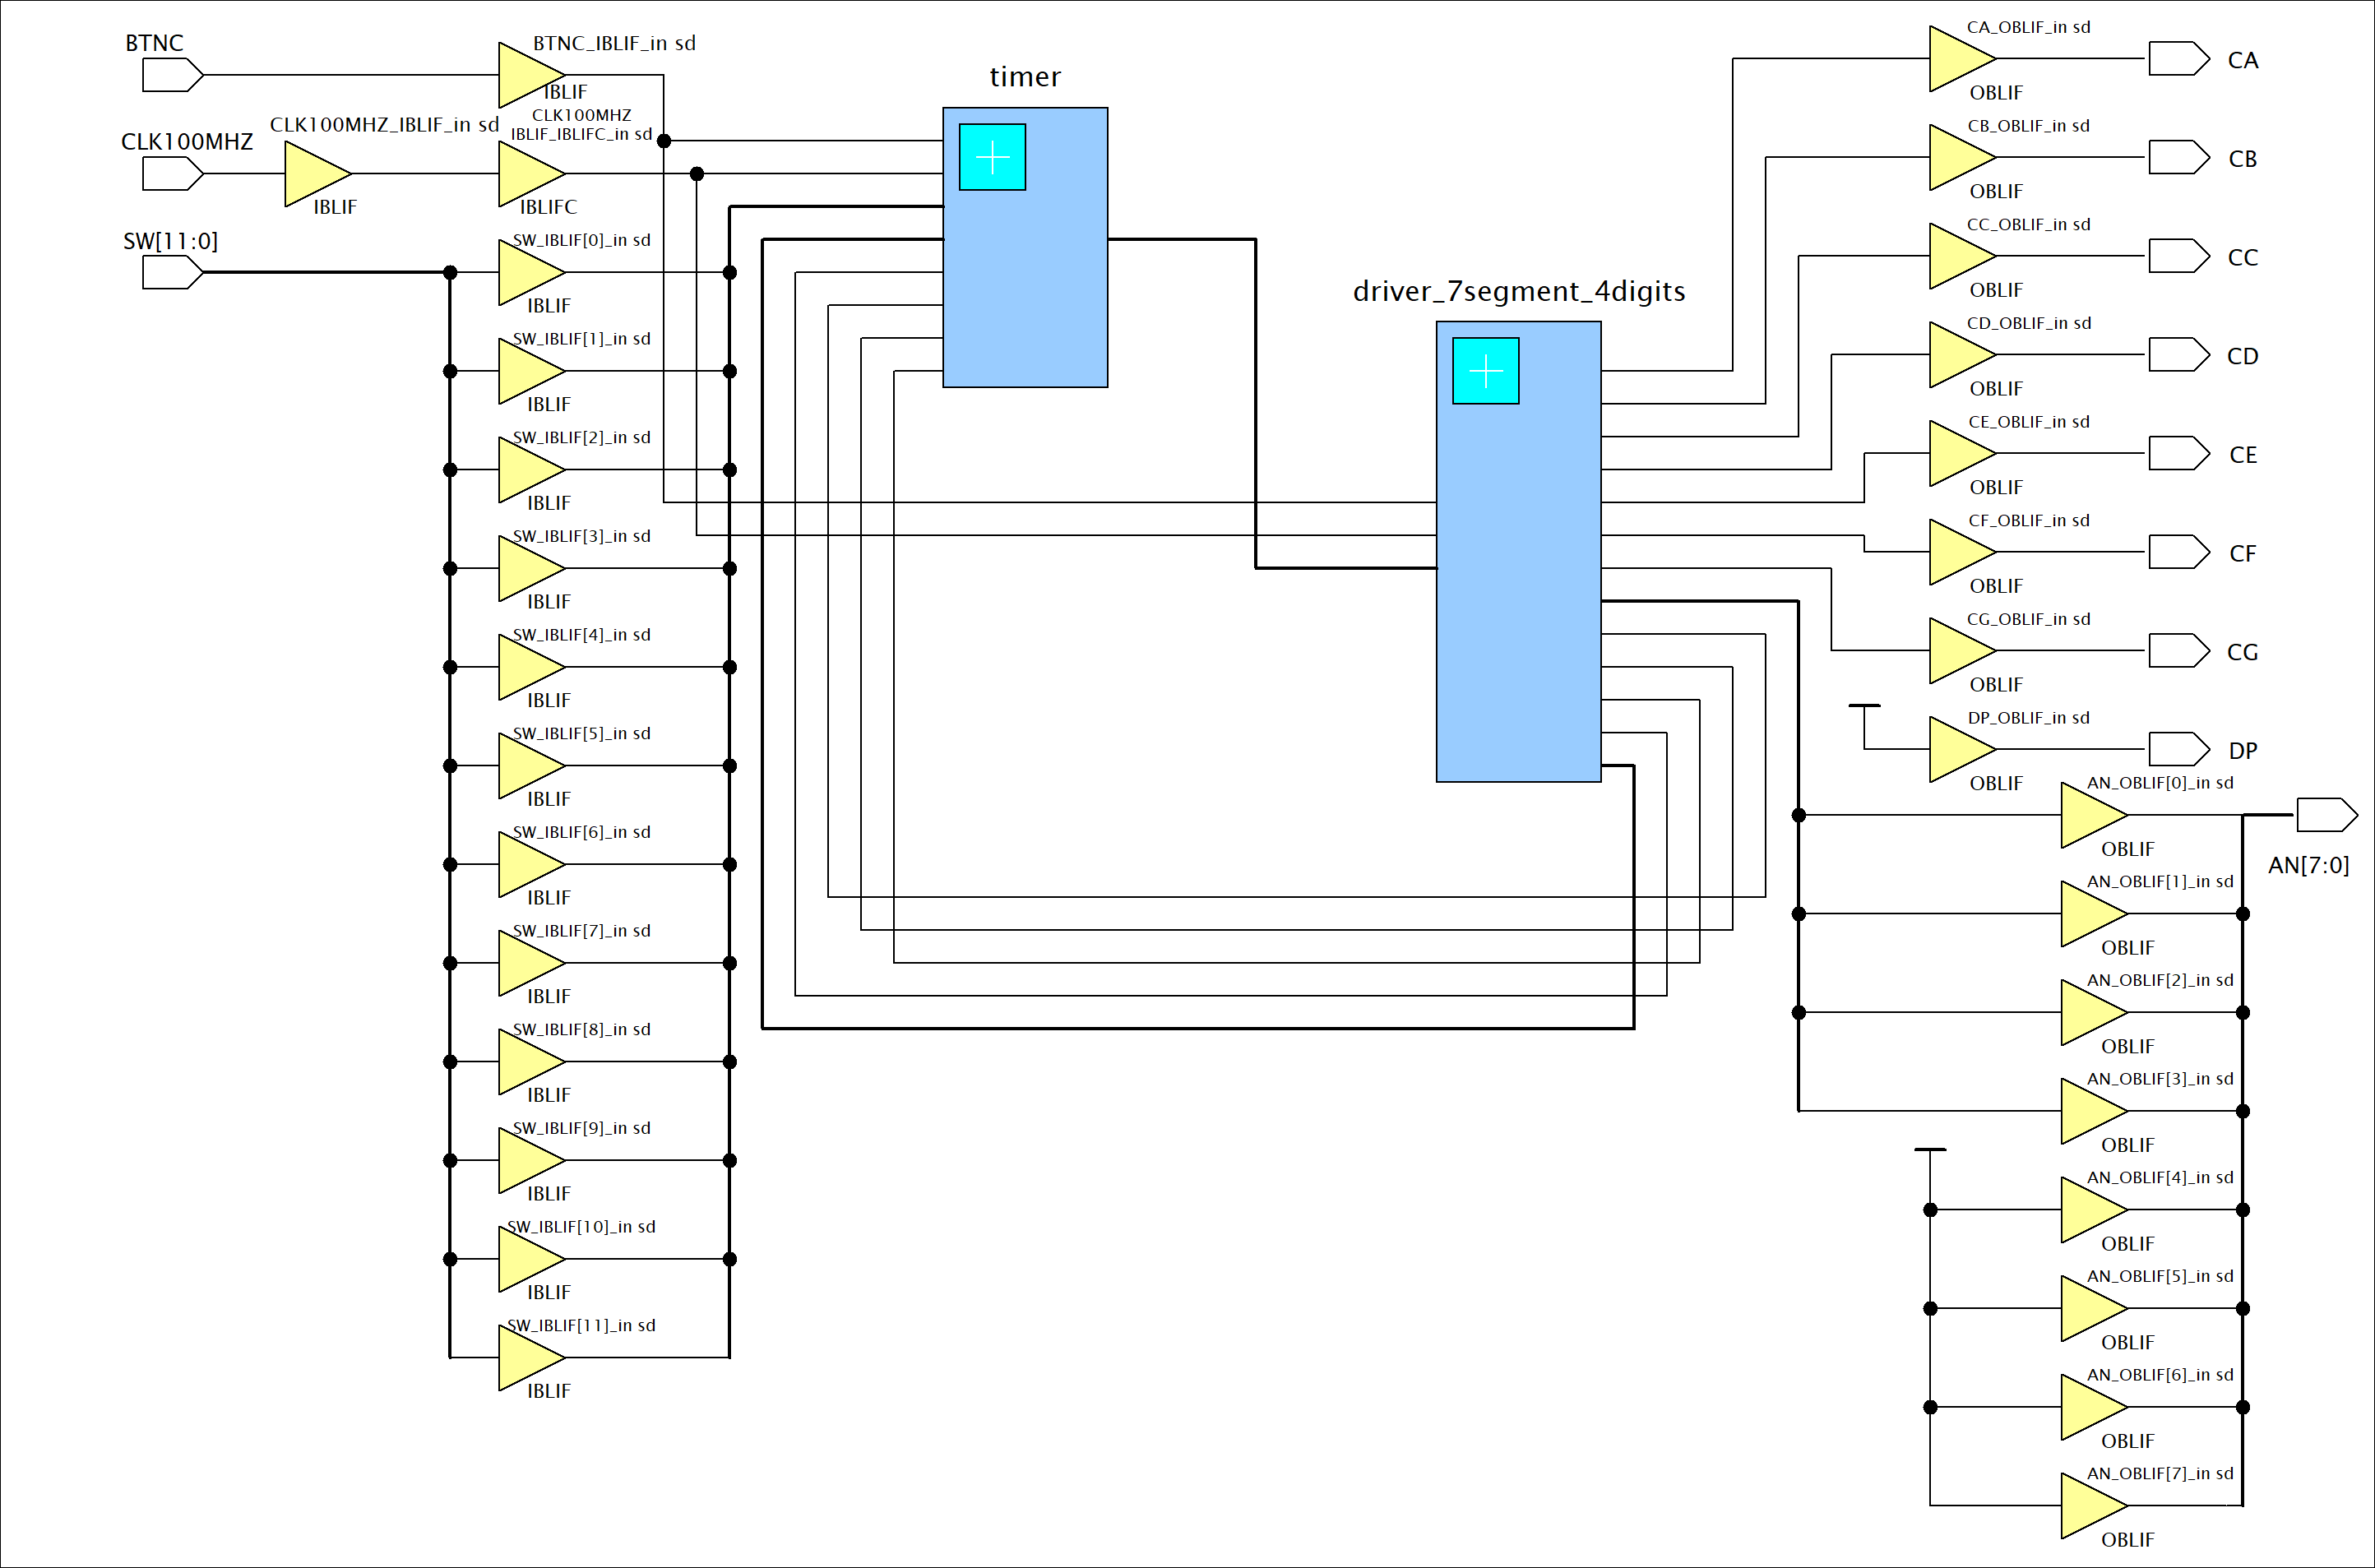 BTNC
BTNC_IBLIF_in sd
IBLIF
CLK100MHZ
CLK100MHZ_IBLIF_in sd
IBLIF
CLK100MHZ
IBLIF_IBLIFC_in sd
IBLIFC
SW[11:0]
SW_IBLIF[0]_in sd
IBLIF
SW_IBLIF[1]_in sd
IBLIF
SW_IBLIF[2]_in sd
IBLIF
SW_IBLIF[3]_in sd
IBLIF
SW_IBLIF[4]_in sd
IBLIF
SW_IBLIF[5]_in sd
IBLIF
SW_IBLIF[6]_in sd
IBLIF
SW_IBLIF[7]_in sd
IBLIF
SW_IBLIF[8]_in sd
IBLIF
SW_IBLIF[9]_in sd
IBLIF
SW_IBLIF[10]_in sd
IBLIF
SW_IBLIF[11]_in sd
IBLIF
timer
driver_7segment_4digits
CA_OBLIF_in sd
OBLIF
CA
CB_OBLIF_in sd
OBLIF
CB
CC_OBLIF_in sd
OBLIF
CC
CD_OBLIF_in sd
OBLIF
CD
CE_OBLIF_in sd
OBLIF
CE
CF_OBLIF_in sd
OBLIF
CF
CG_OBLIF_in sd
OBLIF
CG
DP_OBLIF_in sd
OBLIF
DP
AN_OBLIF[0]_in sd
OBLIF
AN[7:0]
AN_OBLIF[1]_in sd
OBLIF
AN_OBLIF[2]_in sd
OBLIF
AN_OBLIF[3]_in sd
OBLIF
AN_OBLIF[4]_in sd
OBLIF
AN_OBLIF[5]_in sd
OBLIF
AN_OBLIF[6]_in sd
OBLIF
AN_OBLIF[7]_in sd
OBLIF